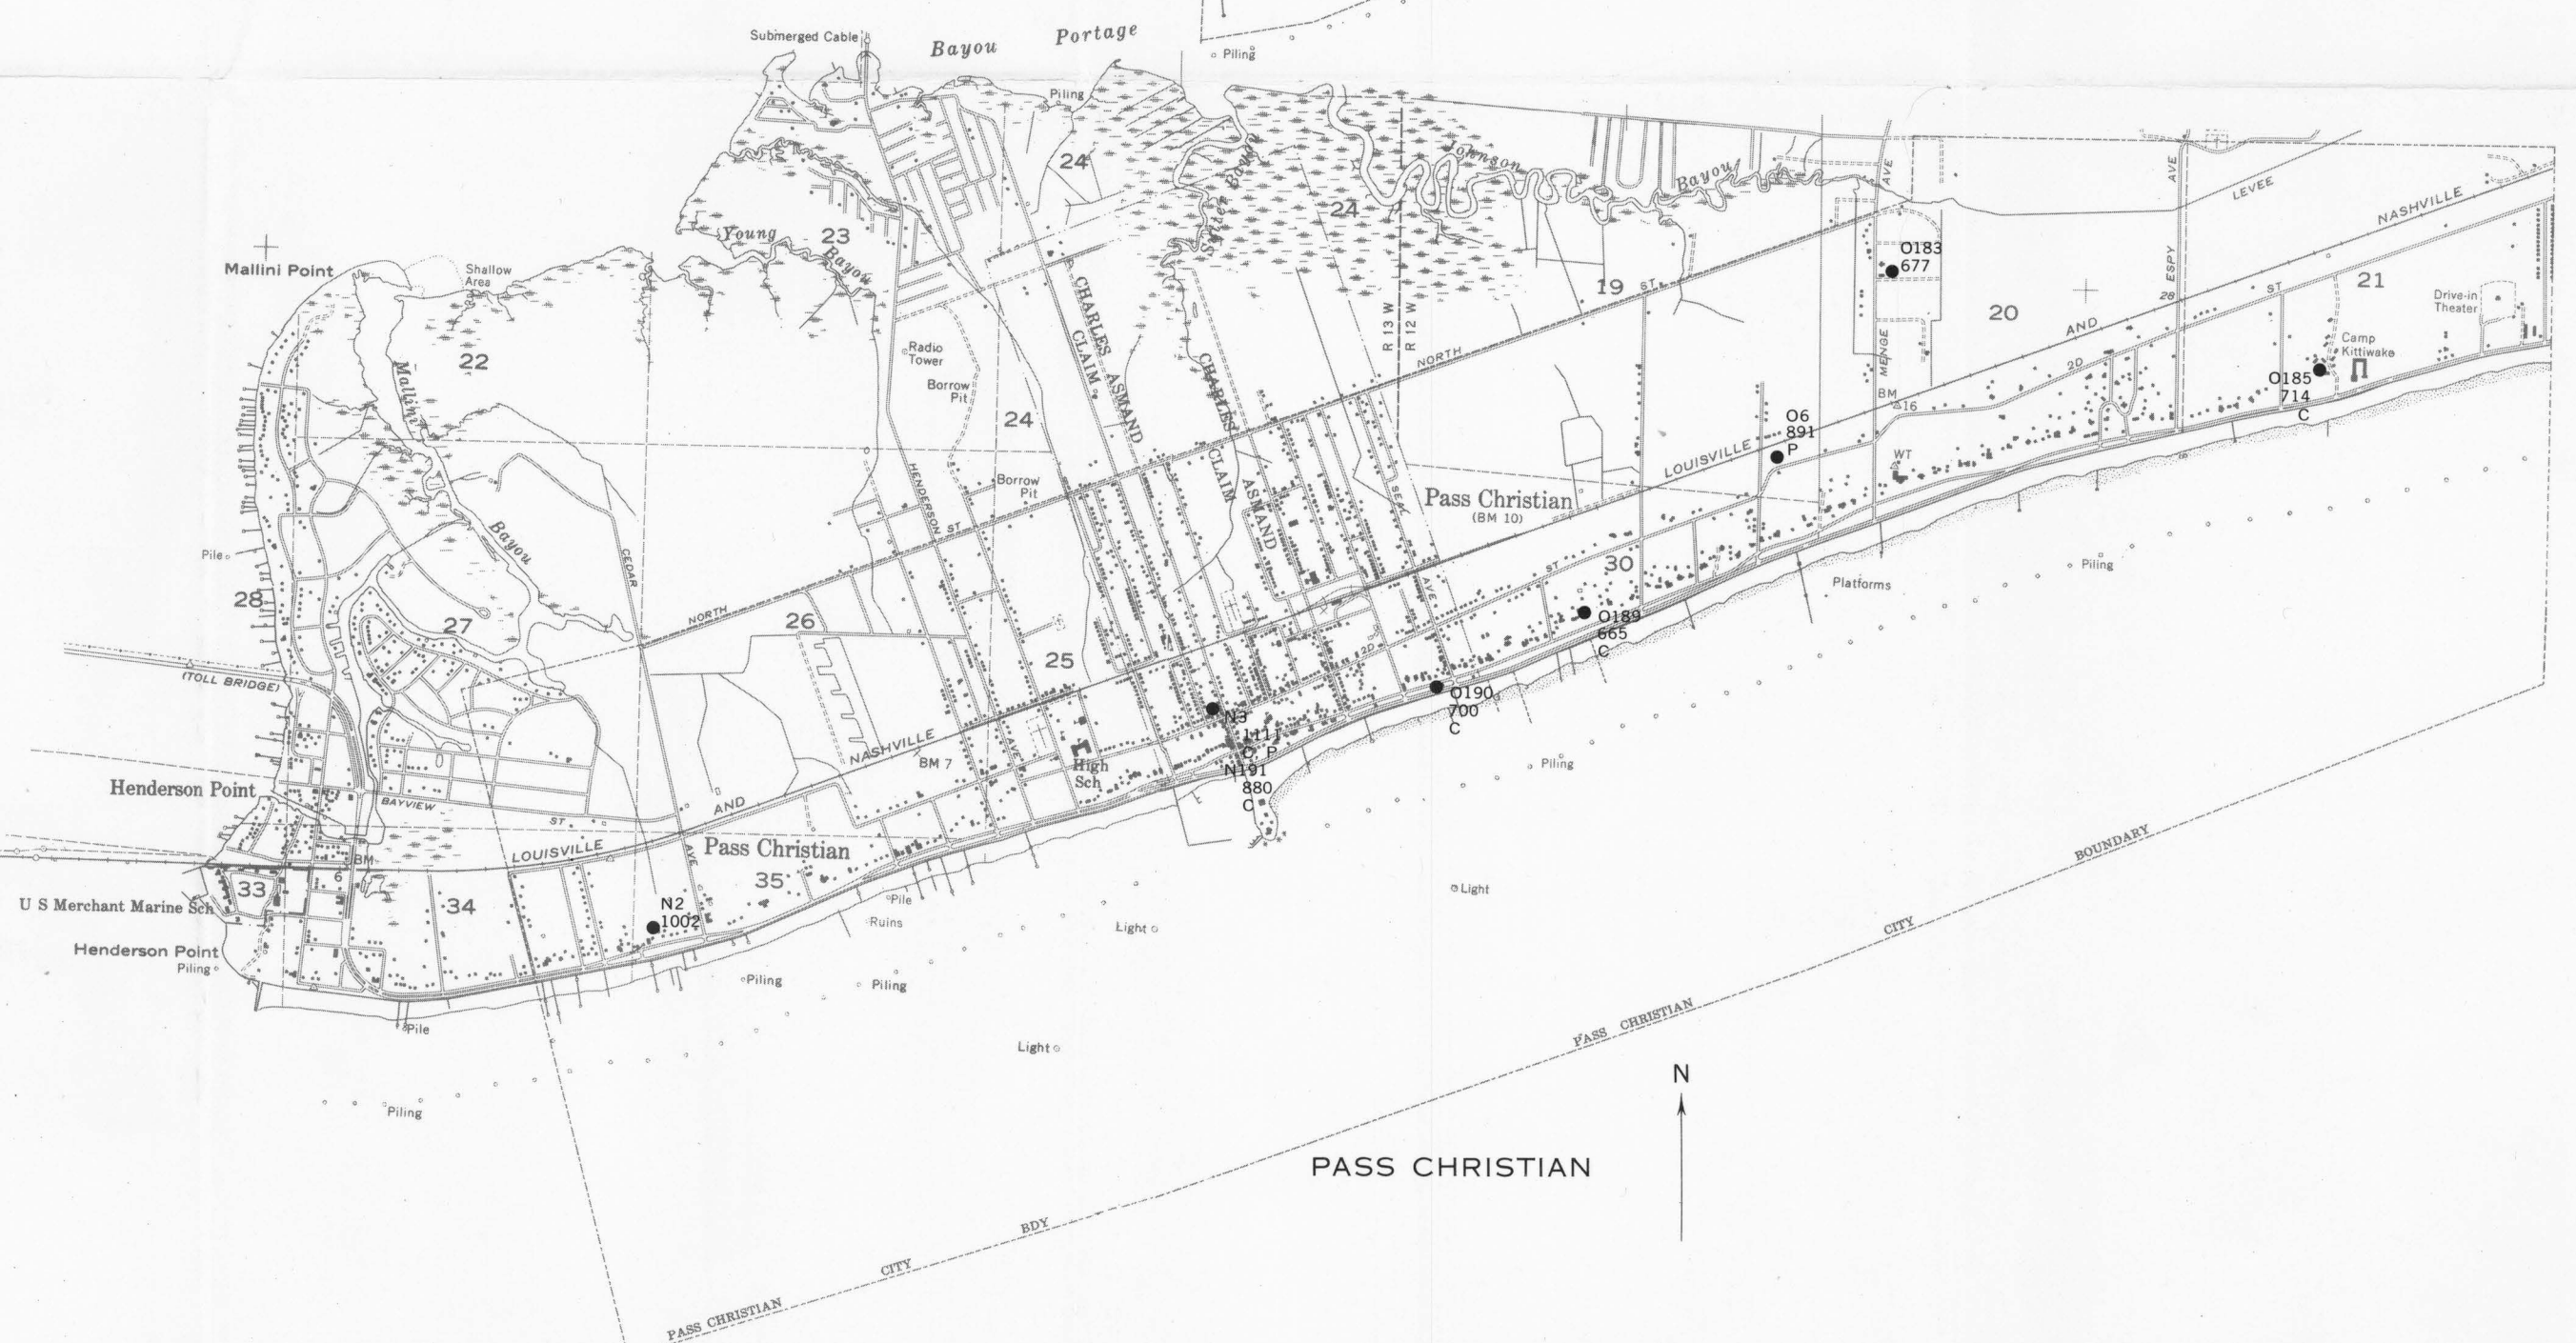 Submerged Cable
Bayou Portage
Piling
Piling
24
Johnson
Bayou
24
Bayou
AVE
AVE
LEVEE
NASHVILLE
Mallini Point
Shallow
Area
Young
Bayou
23
O183
677
ESPY
28
19
ST
20
21
ST
Drive-in
Theater
AND
2D
Camp
Kittiwake
22
Mallini
Bayou
Radio
Tower
Borrow
Pit
CHARLES ASMAND
CLAIM
CHARLES ASMAND
CLAIM
R 13 W
R 12 W
NORTH
MENGE
BM
16
O185
714
C
24
O6
891
P
LOUISVILLE
WT
HENDERSON
Borrow
Pit
ST
SEAL
AVE
Pass Christian
(BM 10)
Pile
CEDAR
AVE
28
27
NORTH
26
25
ST
30
Platforms
Piling
O189
665
C
2D
(TOLL BRIDGE)
O190
700
C
N3
1111
C, P
N191
880
C
NASHVILLE
BM 7
AVE
High
Sch
Piling
Henderson Point
BAYVIEW
ST
AND
LOUISVILLE
Pass Christian
BM
6
33
34
35
U S Merchant Marine Sch
N2
1002
Pile
Ruins
Light
Light
Henderson Point
Piling
Piling
Piling
Pile
Light
Piling
PASS CHRISTIAN CITY BOUNDARY
N
PASS CHRISTIAN
PASS CHRISTIAN CITY BDY